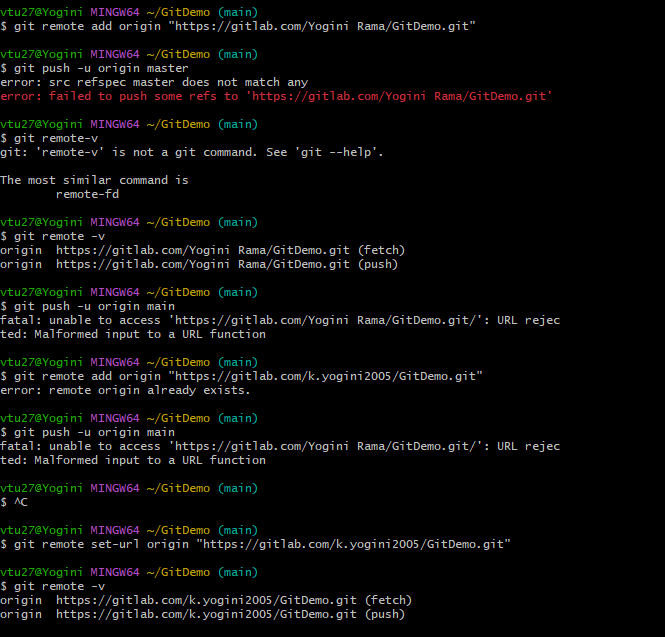 vtu27@Yogini MINGW64 ~/GitDemo (main)
$ git remote add origin "https://gitlab.com/Yogini Rama/GitDemo.git"
vtu27@Yogini MINGW64 ~/GitDemo (main)
$ git push -u origin master
error: src refspec master does not match any
error: failed to push some refs to 'https://gitlab.com/Yogini Rama/GitDemo.git'
vtu27@Yogini MINGW64 ~/GitDemo (main)
$ git remote-v
git: 'remote-v' is not a git command. See 'git --help'.
The most similar command is
remote-fd
vtu27@Yogini MINGW64 ~/GitDemo (main)
$ git remote -v
origin  https://gitlab.com/Yogini Rama/GitDemo.git (fetch)
origin  https://gitlab.com/Yogini Rama/GitDemo.git (push)
vtu27@Yogini MINGW64 ~/GitDemo (main)
$ git push -u origin main
fatal: unable to access 'https://gitlab.com/Yogini Rama/GitDemo.git/': URL rejec
ted: Malformed input to a URL function
vtu27@Yogini MINGW64 ~/GitDemo (main)
$ git remote add origin "https://gitlab.com/k.yogini2005/GitDemo.git"
error: remote origin already exists.
vtu27@Yogini MINGW64 ~/GitDemo (main)
$ git push -u origin main
fatal: unable to access 'https://gitlab.com/Yogini Rama/GitDemo.git/': URL rejec
ted: Malformed input to a URL function
vtu27@Yogini MINGW64 ~/GitDemo (main)
$ ^C
vtu27@Yogini MINGW64 ~/GitDemo (main)
$ git remote set-url origin "https://gitlab.com/k.yogini2005/GitDemo.git"
vtu27@Yogini MINGW64 ~/GitDemo (main)
$ git remote -v
origin  https://gitlab.com/k.yogini2005/GitDemo.git (fetch)
origin  https://gitlab.com/k.yogini2005/GitDemo.git (push)